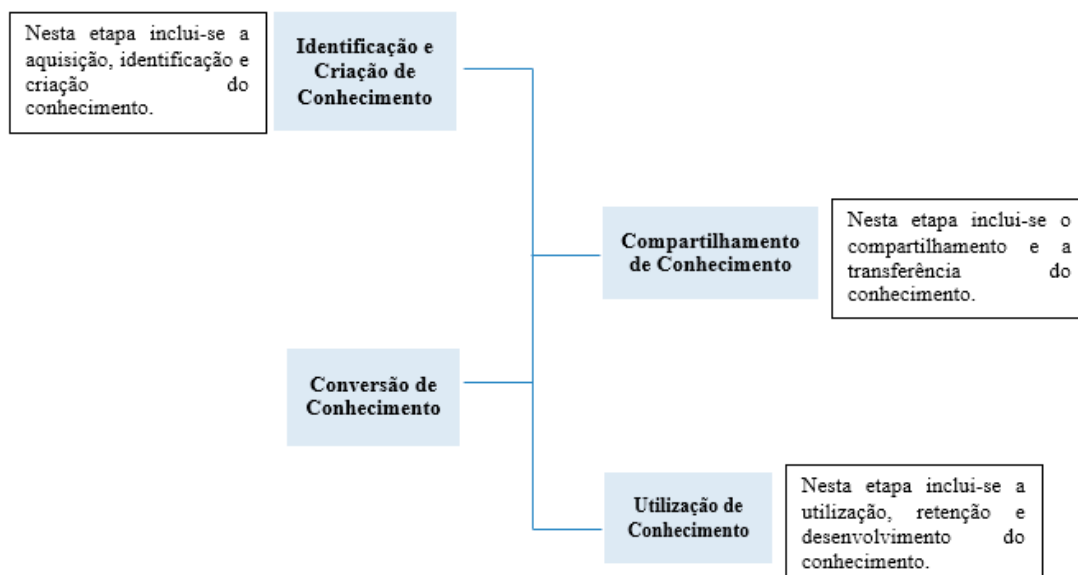 Nesta etapa inclui-se a
aquisição, identificação e
criação do
conhecimento.
Identificação e
Criação de
Conhecimento
Compartilhamento
de Conhecimento
Nesta etapa inclui-se o
compartilhamento e a
transferência do
conhecimento.
Conversão de
Conhecimento
Utilização de
Conhecimento
Nesta etapa inclui-se a
utilização, retenção e
desenvolvimento do
conhecimento.